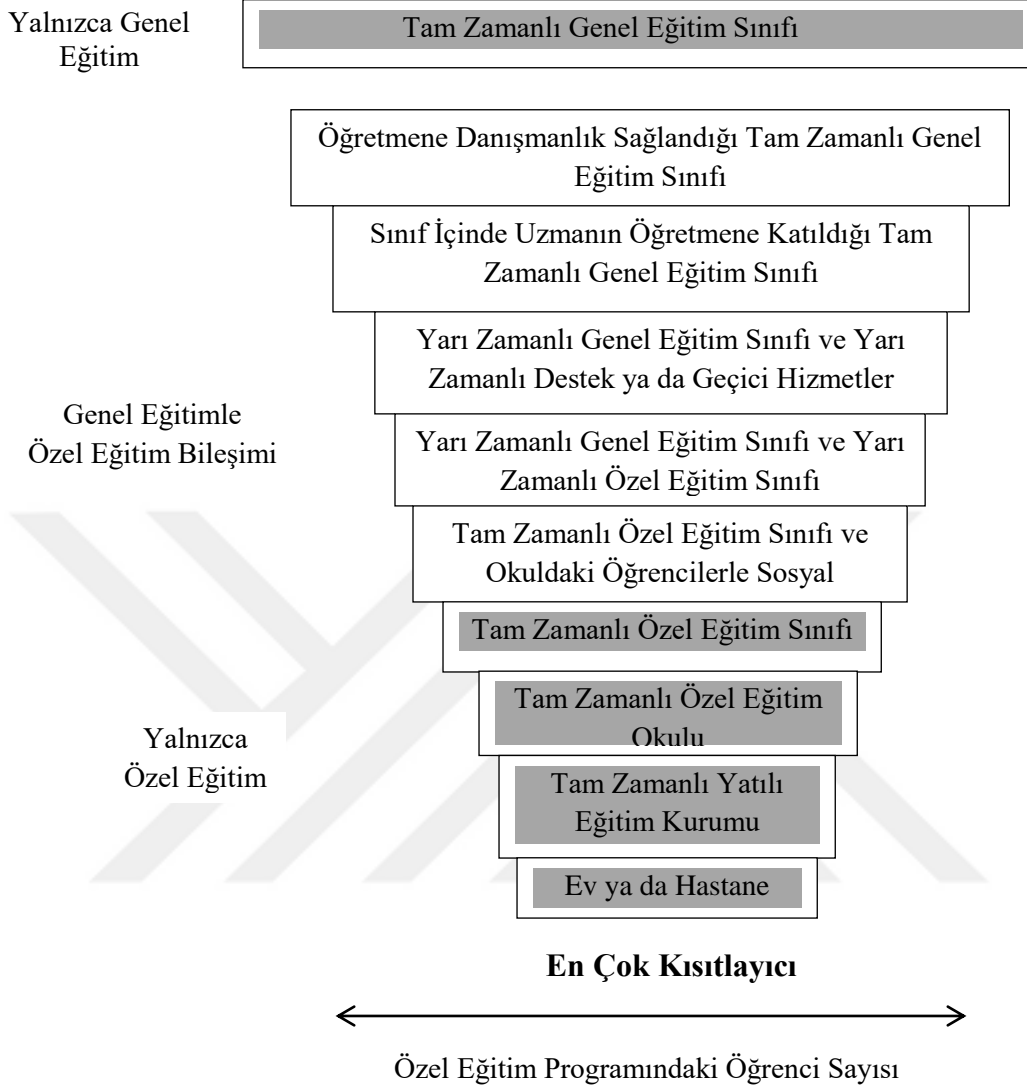 Yalnızca Genel
Eğitim
Tam Zamanlı Genel Eğitim Sınıfı
Öğretmene Danışmanlık Sağlandığı Tam Zamanlı Genel
Eğitim Sınıfı
Sınıf İçinde Uzmanın Öğretmene Katıldığı Tam
Zamanlı Genel Eğitim Sınıfı
Yarı Zamanlı Genel Eğitim Sınıfı ve Yarı
Zamanlı Destek ya da Geçici Hizmetler
Genel Eğitimle
Özel Eğitim Bileşimi
Yarı Zamanlı Genel Eğitim Sınıfı ve Yarı
Zamanlı Özel Eğitim Sınıfı
Tam Zamanlı Özel Eğitim Sınıfı ve
Okuldaki Öğrencilerle Sosyal
Tam Zamanlı Özel Eğitim Sınıfı
Tam Zamanlı Özel Eğitim
Okulu
Yalnızca
Özel Eğitim
Tam Zamanlı Yatılı
Eğitim Kurumu
Ev ya da Hastane
En Çok Kısıtlayıcı
Özel Eğitim Programındaki Öğrenci Sayısı